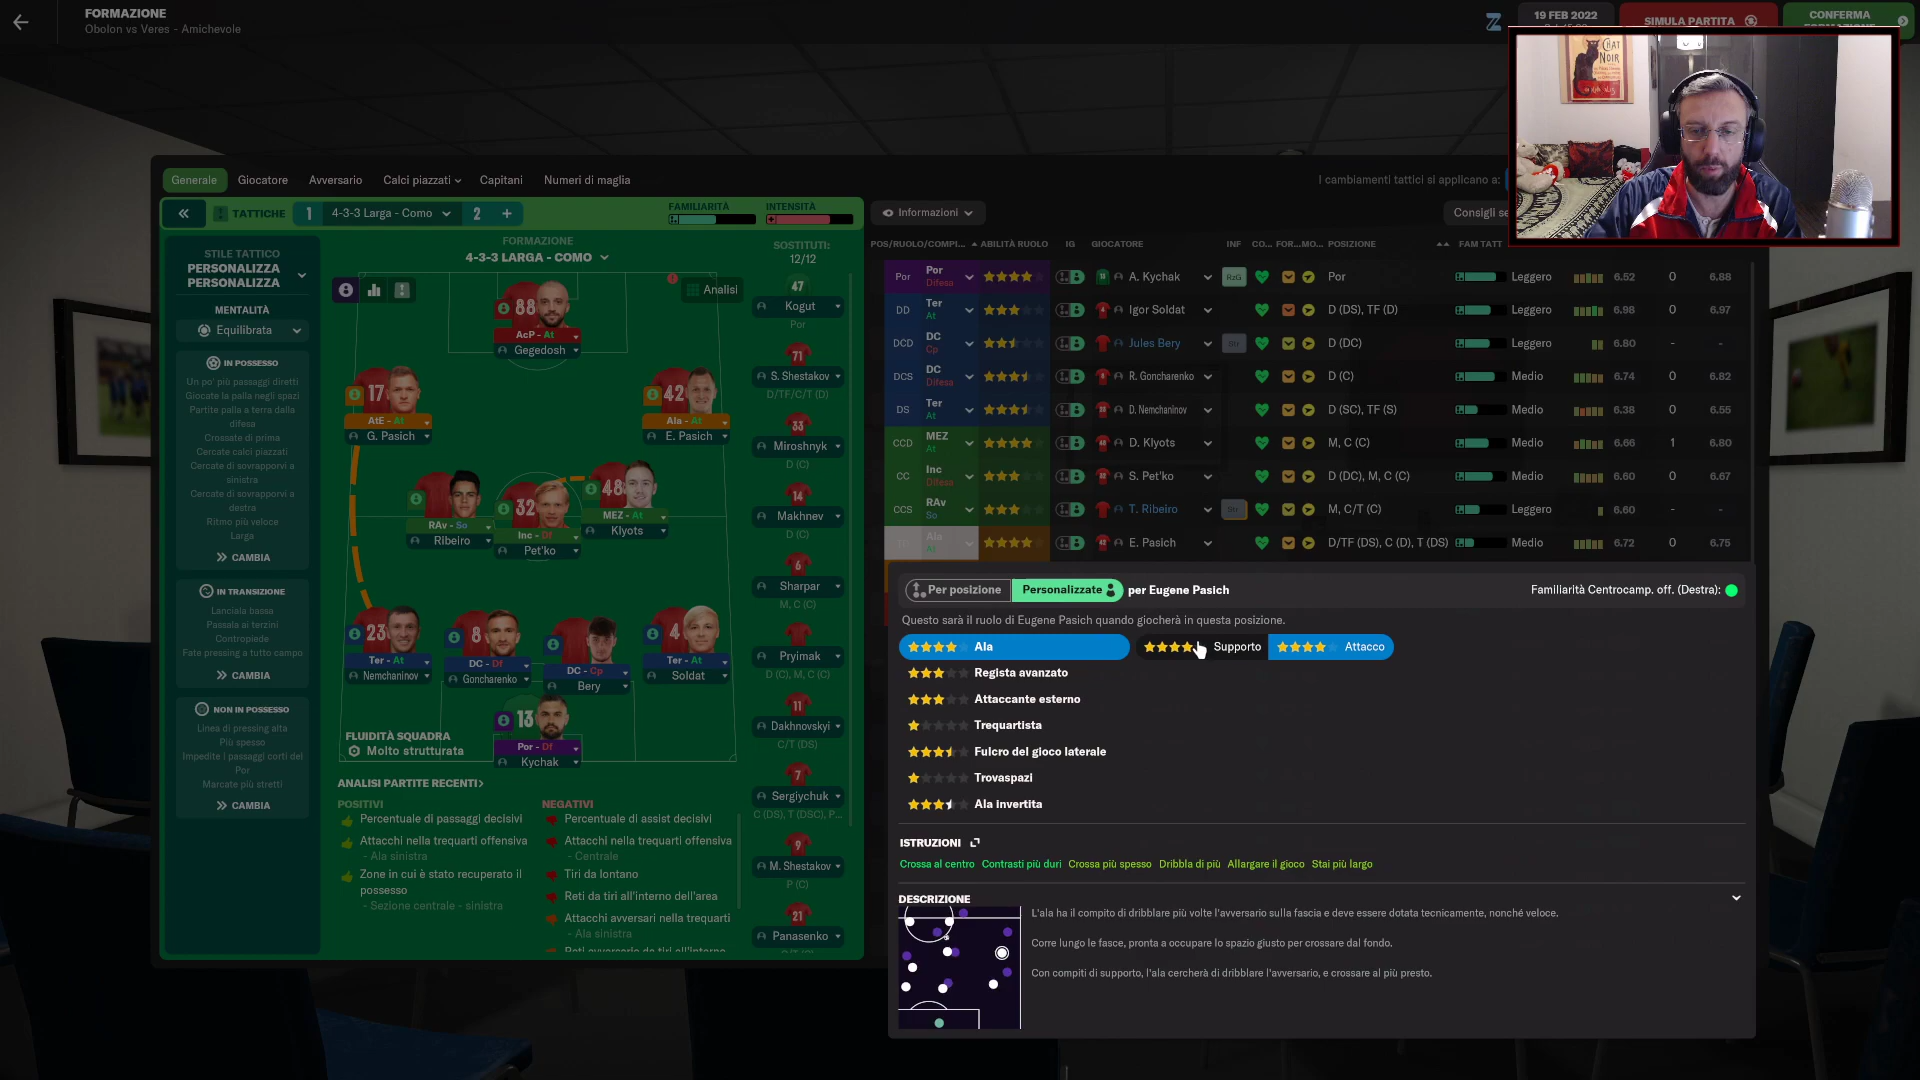 FORMAZIONE
Obolon vs Veres - Amichevole
19 FEB 2022
SIMULA PARTITA
CONFERMA
CHAT
NOIR
Generale
Giocatore
Avversario
Calci piazzati
Capitani
Numeri di maglia
I cambiamenti tattici si applicano a:
TATTICHE
1
4-3-3 Larga - Como
2
+
FAMILIARITÀ
INTENSITÀ
Informazioni
Consigli se
STILE TATTICO
PERSONALIZZA
PERSONALIZZA
MENTALITÀ
Equilibrata
IN POSSESSO
Un po' più passaggi diretti
Giocate la palla negli spazi
Partite palla a terra dalla
difesa
Crossate di prima
Cercate calci piazzati
Cercate di sovrapporvi a
sinistra
Cercate di sovrapporvi a
destra
Ritmo più veloce
Larga
CAMBIA
IN TRANSIZIONE
Lanciala bassa
Passala ai terzini
Contropiede
Fate pressing a tutto campo
CAMBIA
NON IN POSSESSO
Linea di pressing alta
Più spesso
Impedite i passaggi corti del
Por
Marcate più stretti
CAMBIA
FORMAZIONE
4-3-3 LARGA - COMO
Analisi
88
AcP - At
Gegedosh
17
AtE - At
G. Pasich
42
Ala - At
E. Pasich
RAv - So
Ribeiro
32
Inc - Df
Pet'ko
48
MEZ - At
Klyots
23
Ter - At
Nemchaninov
8
DC - Df
Goncharenko
DC - Cp
Bery
4
Ter - At
Soldat
13
Por - Df
Kychak
FLUIDITÀ SQUADRA
Molto strutturata
ANALISI PARTITE RECENTI
POSITIVI
Percentuale di passaggi decisivi
Attacchi nella trequarti offensiva
- Ala sinistra
Zone in cui è stato recuperato il
possesso
- Sezione centrale - sinistra
NEGATIVI
Percentuale di assist decisivi
Attacchi nella trequarti offensiva
- Centrale
Tiri da lontano
Reti da tiri all'interno dell'area
Attacchi avversari nella trequarti
- Ala sinistra
Reti avversario da tiri all'interno
SOSTITUTI:
12/12
47
Kogut
Por
71
S. Shestakov
D/TF/C/T (D)
33
Miroshnyk
D (C)
14
Makhnev
D (C)
6
Sharpar
M, C (C)
Pryimak
D (C), M, C (C)
11
Dakhnovskyi
C/T (DS)
7
Sergiychuk
C (DS), T (DSC), P...
9
M. Shestakov
P (C)
21
Panasenko
POS/RUOLO/COMPI...
ABILITÀ RUOLO
IG
GIOCATORE
INF
CO...
FOR...
MO...
POSIZIONE
FAM TATT
Por Por Difesa A. Kychak RzG Por Leggero 6.52 0 6.88
DD Ter At Igor Soldat D (DS), TF (D) Leggero 6.98 0 6.97
DCD DC Cp Jules Bery Str D (DC) Leggero 6.80 - -
DCS DC Difesa R. Goncharenko D (C) Medio 6.74 0 6.82
DS Ter At D. Nemchaninov D (SC), TF (S) Medio 6.38 0 6.55
CCD MEZ At D. Klyots M, C (C) Medio 6.66 1 6.80
CC Inc Difesa S. Pet'ko D (DC), M, C (C) Medio 6.60 0 6.67
CCS RAv So T. Ribeiro Str M, C/T (C) Leggero 6.60 - -
Ala At E. Pasich D/TF (DS), C (D), T (DS) Medio 6.72 0 6.75
Per posizione
Personalizzate
per Eugene Pasich
Familiarità Centrocamp. off. (Destra):
Questo sarà il ruolo di Eugene Pasich quando giocherà in questa posizione.
Ala
Supporto
Attacco
Regista avanzato
Attaccante esterno
Trequartista
Fulcro del gioco laterale
Trovaspazi
Ala invertita
ISTRUZIONI
Crossa al centro Contrasti più duri Crossa più spesso Dribbla di più Allargare il gioco Stai più largo
DESCRIZIONE
L'ala ha il compito di dribblare più volte l'avversario sulla fascia e deve essere dotata tecnicamente, nonché veloce.
Corre lungo le fasce, pronta a occupare lo spazio giusto per crossare dal fondo.
Con compiti di supporto, l'ala cercherà di dribblare l'avversario, e crossare al più presto.